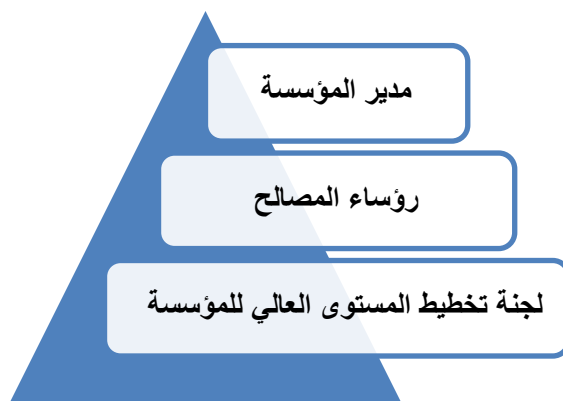 مدير المؤسسة
رؤساء المصالح
لجنة تخطيط المستوى العالي للمؤسسة